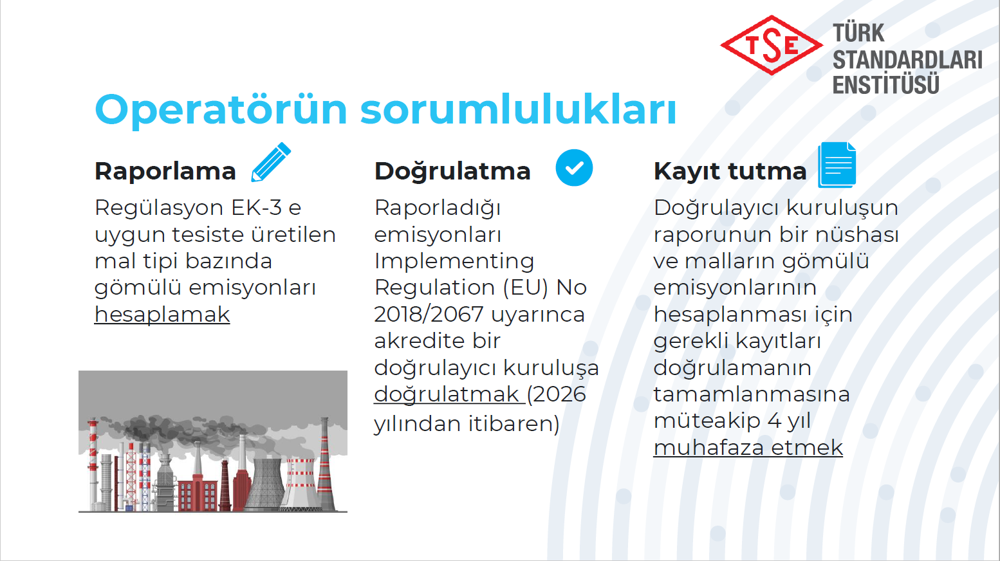 TSE
TÜRK
STANDARDLARI
ENSTİTÜSÜ
Operatörün sorumlulukları
Raporlama
Regülasyon EK-3 e
uygun tesiste üretilen
mal tipi bazında
gömülü emisyonları
hesaplamak
Doğrulatma
Raporladığı
emisyonları
Implementing
Regulation (EU) No
2018/2067 uyarınca
akredite bir
doğrulayıcı kuruluşa
doğrulatmak (2026
yılından itibaren)
Kayıt tutma
Doğrulayıcı kuruluşun
raporunun bir nüshası
ve malların gömülü
emisyonlarının
hesaplanması için
gerekli kayıtları
doğrulamanın
tamamlanmasına
müteakip 4 yıl
muhafaza etmek